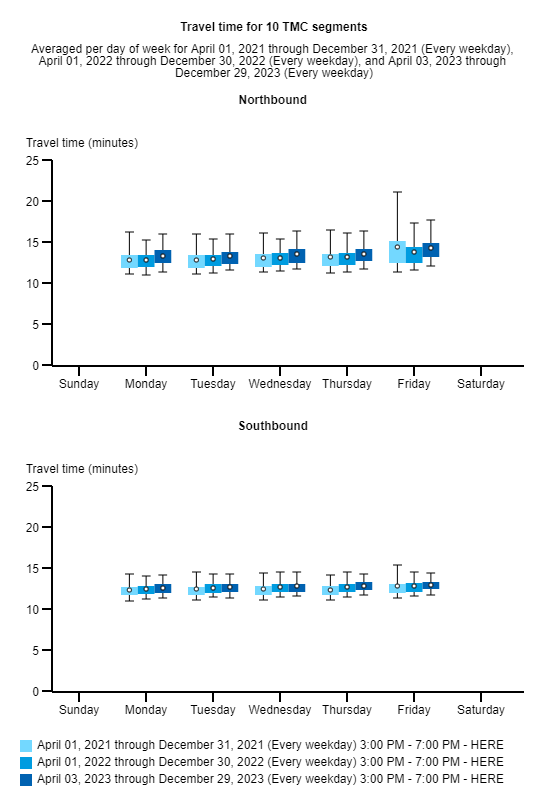 Travel time for 10 TMC segments
Averaged per day of week for April 01, 2021 through December 31, 2021 (Every weekday),
April 01, 2022 through December 30, 2022 (Every weekday), and April 03, 2023 through
December 29, 2023 (Every weekday)
Northbound
Travel time (minutes)
25
20
15
10
5
0
Sunday Monday Tuesday Wednesday Thursday Friday Saturday
Southbound
Travel time (minutes)
25
20
15
10
5
0
Sunday Monday Tuesday Wednesday Thursday Friday Saturday
April 01, 2021 through December 31, 2021 (Every weekday) 3:00 PM - 7:00 PM - HERE
April 01, 2022 through December 30, 2022 (Every weekday) 3:00 PM - 7:00 PM - HERE
April 03, 2023 through December 29, 2023 (Every weekday) 3:00 PM - 7:00 PM - HERE